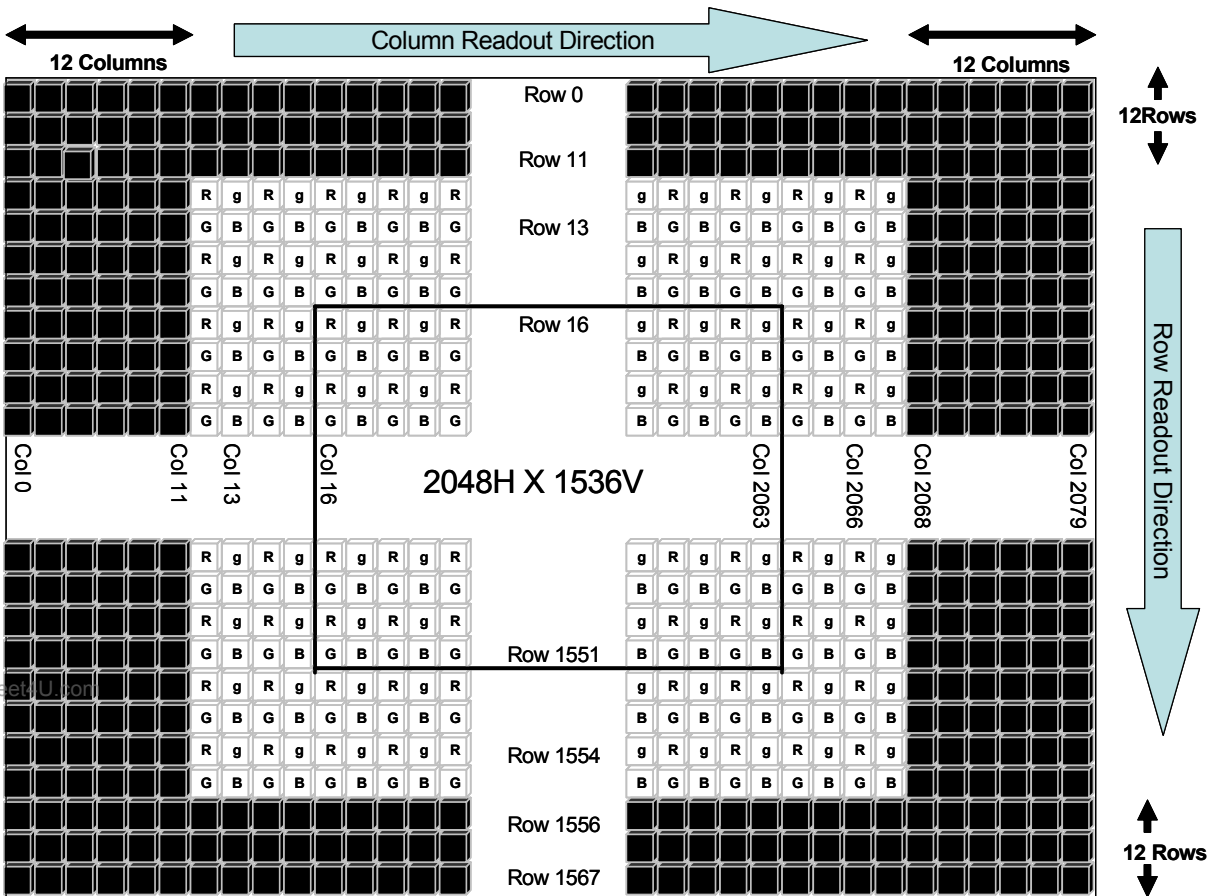 Column Readout Direction
12 Columns
12 Columns
Row 0
12Rows
Row 11
R g R g R g R g R g R g R g R g R g
G B G B G B G B G Row 13 B G B G B G B G B
R g R g R g R g R g R g R g R g R g
G B G B G B G B G B G B G B G B G B
R g R g R g R g R Row 16 g R g R g R g R g
G B G B G B G B G B G B G B G B G B
R g R g R g R g R g R g R g R g R g
G B G B G B G B G B G B G B G B G B
Col 0
Col 11
Col 13
Col 16
2048H X 1536V
Col 2063
Col 2066
Col 2068
Col 2079
Row Readout Direction
R g R g R g R g R g R g R g R g R g
G B G B G B G B G B G B G B G B G B
R g R g R g R g R g R g R g R g R g
G B G B G B G B G Row 1551 B G B G B G B G B
eet4U.com
R g R g R g R g R g R g R g R g R g
G B G B G B G B G B G B G B G B G B
R g R g R g R g R Row 1554 g R g R g R g R g
G B G B G B G B G B G B G B G B G B
Row 1556
12 Rows
Row 1567